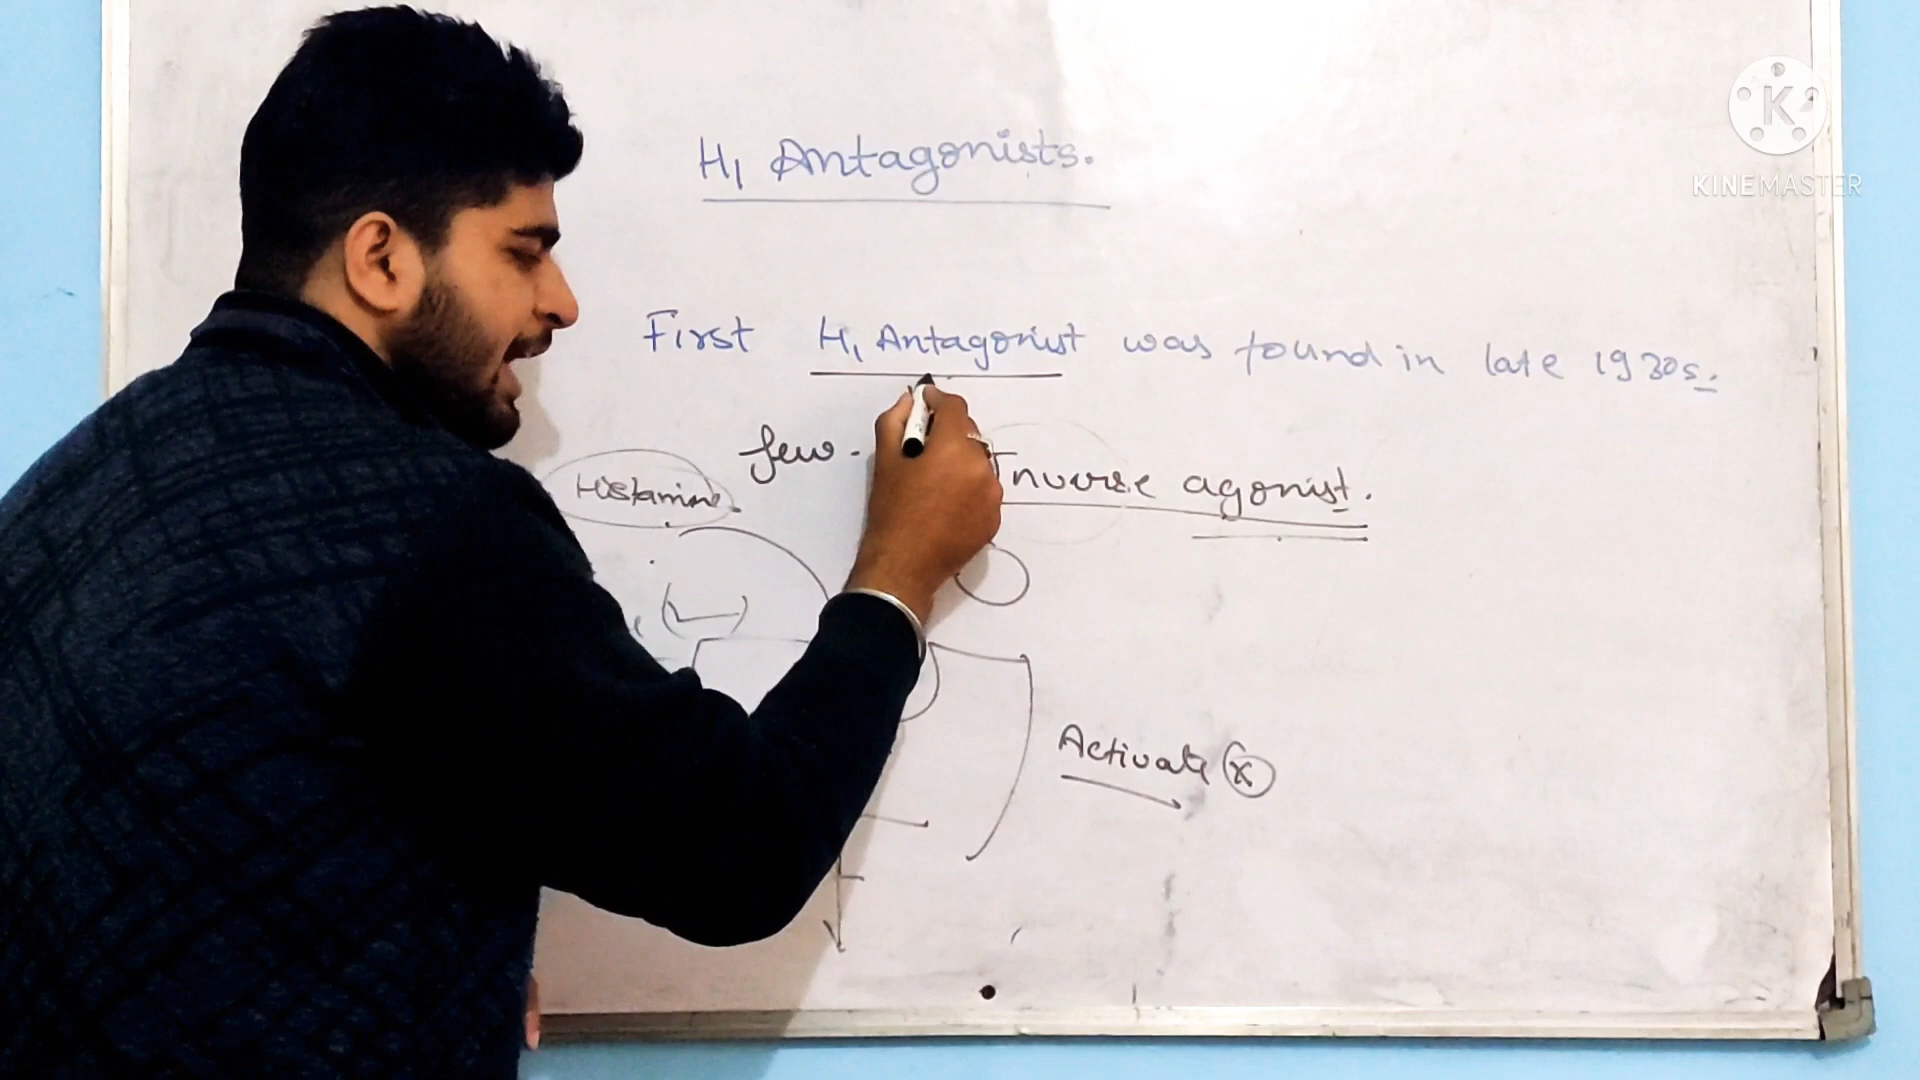 H1 Antagonists.
First H1 Antagonist was found in late 1930s.
few.
Inverse agonist.
Histamine
Activate x
K
KINEMASTER